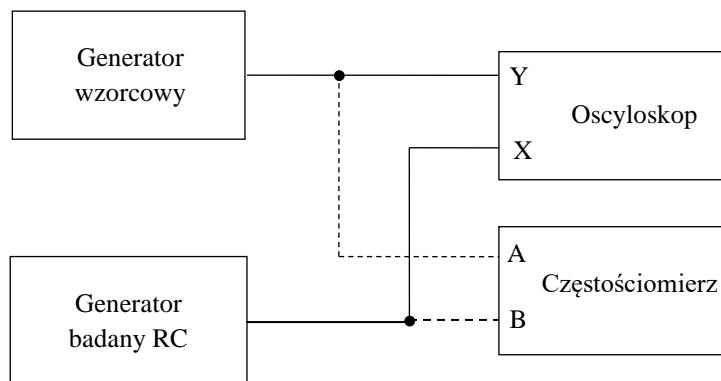 Generator
wzorcowy
Y
Oscyloskop
X
A
Częstościomierz
B
Generator
badany RC